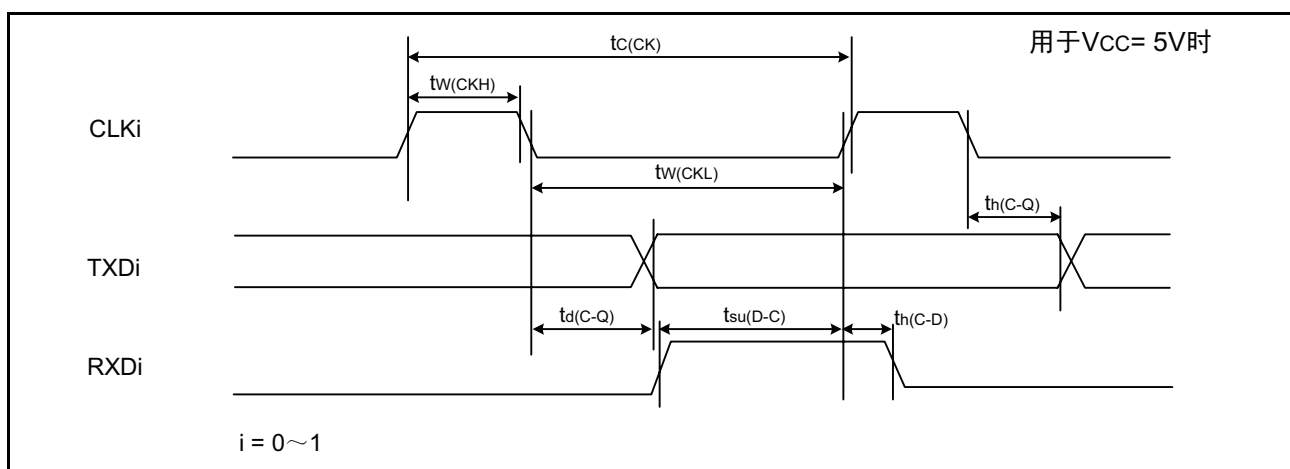 用于VCC= 5V时
tC(CK)
tW(CKH)
CLKi
tW(CKL)
th(C-Q)
TXDi
td(C-Q)
tsu(D-C)
th(C-D)
RXDi
i = 0～1